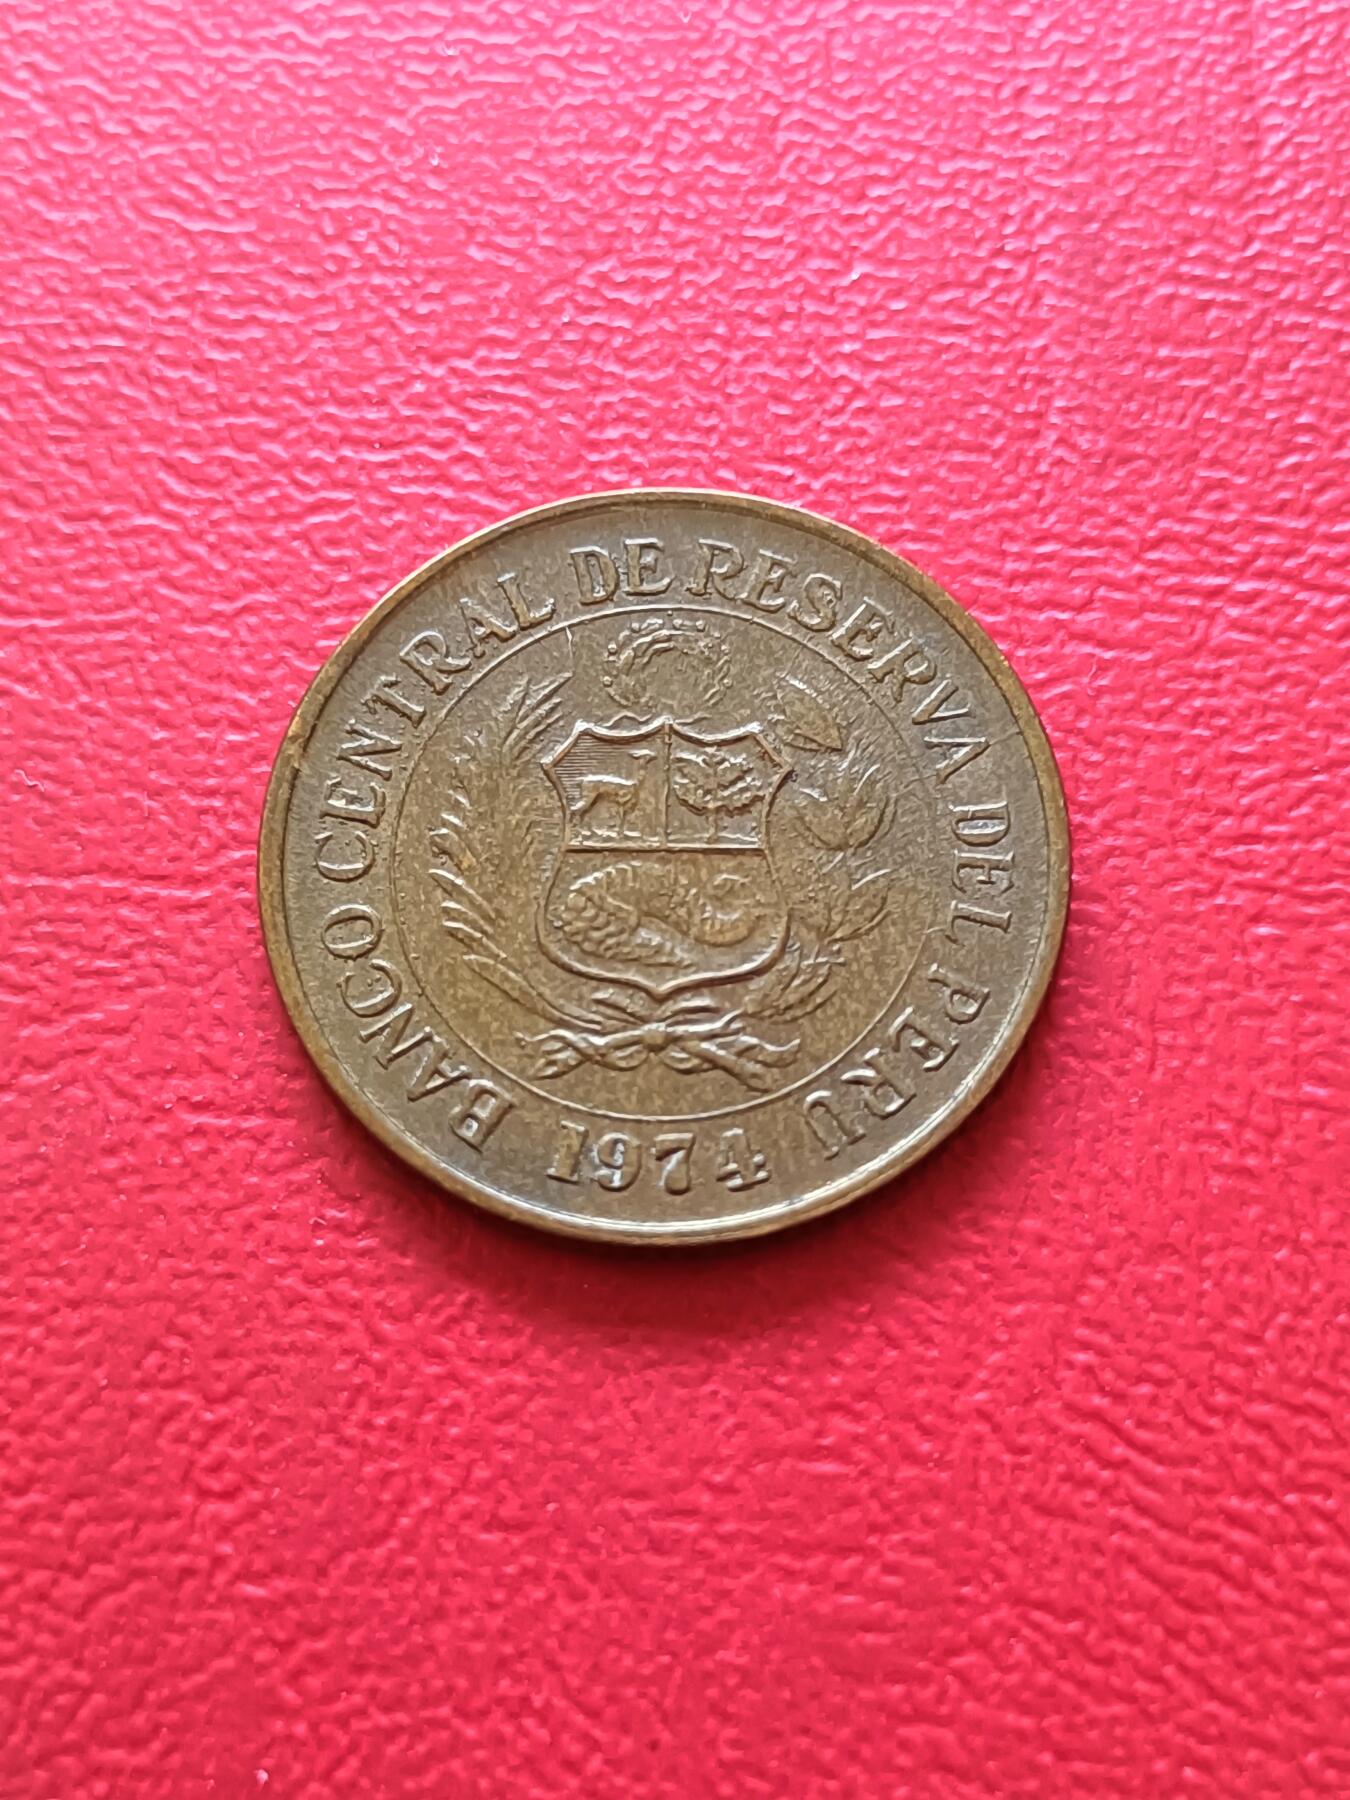 BANCO CENTRAL DE RESERVA DEL PERU
1974